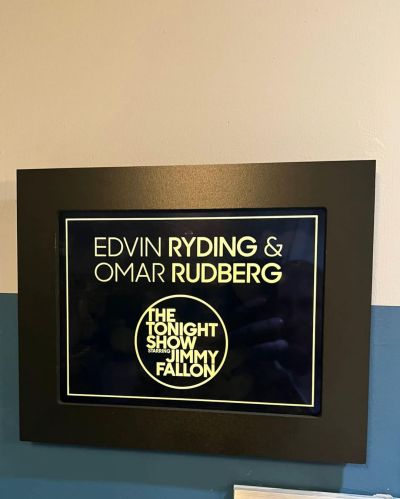 EDVIN RYDING &
OMAR RUDBERG
THE
TONIGHT
SHOW
STARRING JIMMY
FALLON